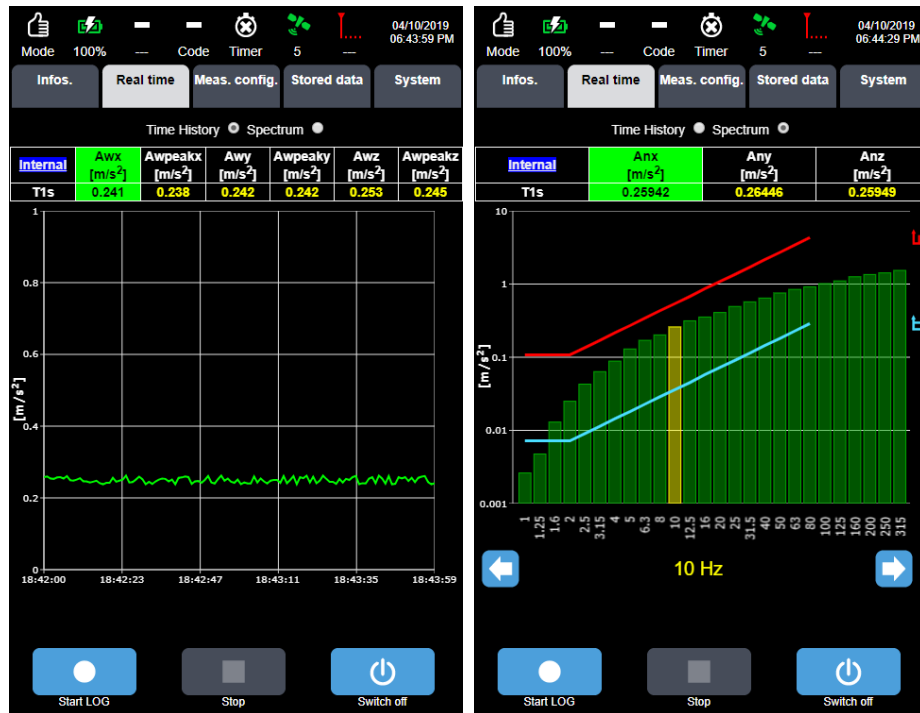 04/10/2019
06:43:59 PM
Mode 100% --- Code Timer 5 ---
Infos. Real time Meas. config. Stored data System
Time History Spectrum
Internal Awx [m/s²] Awpeakx [m/s²] Awy [m/s²] Awpeaky [m/s²] Awz [m/s²] Awpeakz [m/s²]
T1s 0.241 0.238 0.242 0.242 0.253 0.245
1
0.8
0.6
[m/s²]
0.4
0.2
0
18:42:00 18:42:23 18:42:47 18:43:11 18:43:35 18:43:59
Start LOG Stop Switch off
04/10/2019
06:44:29 PM
Mode 100% --- Code Timer 5 ---
Infos. Real time Meas. config. Stored data System
Time History Spectrum
Internal Anx [m/s²] Any [m/s²] Anz [m/s²]
T1s 0.25942 0.26446 0.25949
10
1
[m/s²]
0.1
0.01
0.001
1 1.25 1.6 2 2.5 3.15 4 5 6.3 8 10 12.5 16 20 25 31.5 40 50 63 80 100 125 160 200 250 315
10 Hz
Start LOG Stop Switch off